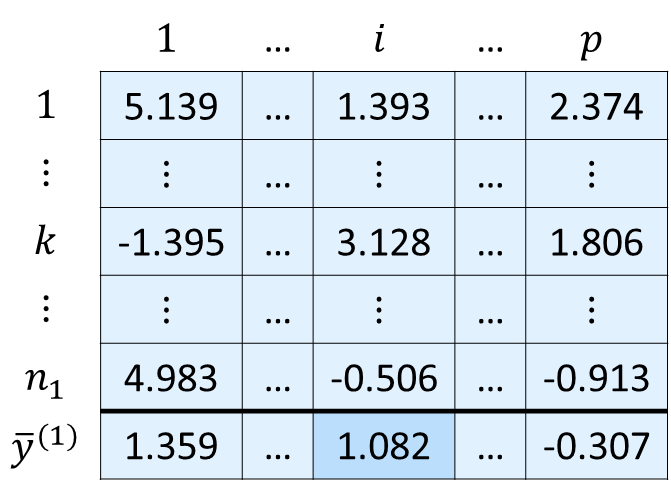 1 ... i ... p
1 5.139 ... 1.393 ... 2.374
⋮ ⋮ ... ⋮ ... ⋮
k -1.395 ... 3.128 ... 1.806
⋮ ⋮ ... ⋮ ... ⋮
n₁ 4.983 ... -0.506 ... -0.913
ȳ⁽¹⁾ 1.359 ... 1.082 ... -0.307